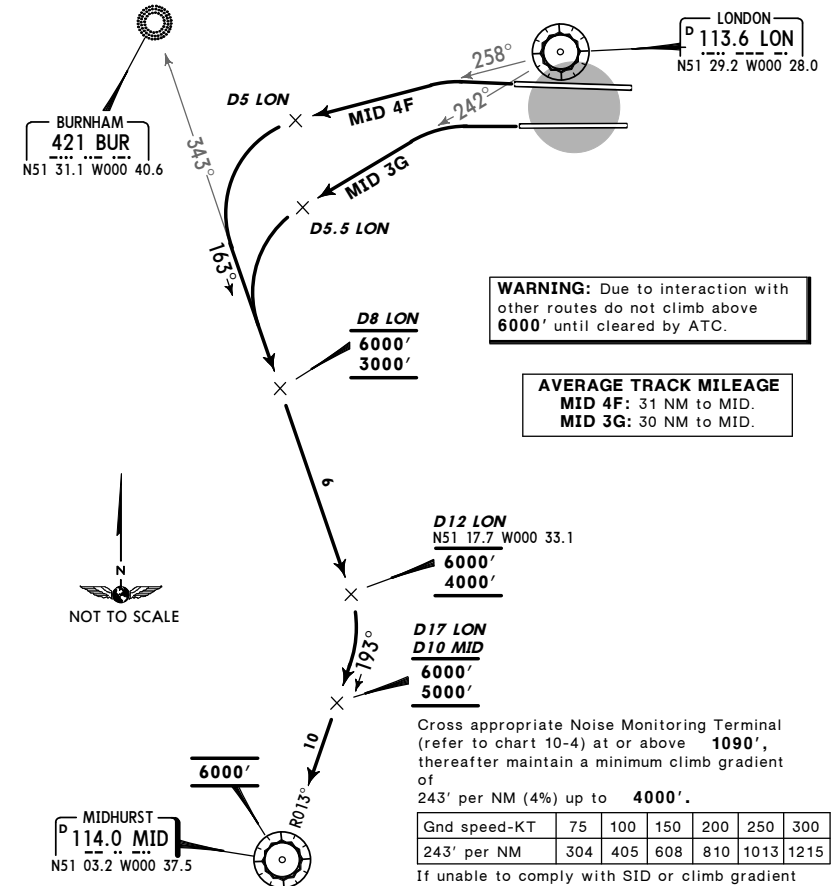 LONDON
D 113.6 LON
N51 29.2 W000 28.0
BURNHAM
421 BUR
N51 31.1 W000 40.6
258°
242°
D5 LON
MID 4F
343°
MID 3G
D5.5 LON
163°
WARNING: Due to interaction with
other routes do not climb above
6000' until cleared by ATC.
D8 LON
6000'
3000'
AVERAGE TRACK MILEAGE
MID 4F: 31 NM to MID.
MID 3G: 30 NM to MID.
6
D12 LON
N51 17.7 W000 33.1
6000'
4000'
N
NOT TO SCALE
193°
D17 LON
D10 MID
6000'
5000'
10
R013°
6000'
MIDHURST
D 114.0 MID
N51 03.2 W000 37.5
Cross appropriate Noise Monitoring Terminal
(refer to chart 10-4) at or above 1090',
thereafter maintain a minimum climb gradient
of
243' per NM (4%) up to 4000'.
Gnd speed-KT 75 100 150 200 250 300
243' per NM 304 405 608 810 1013 1215
If unable to comply with SID or climb gradient